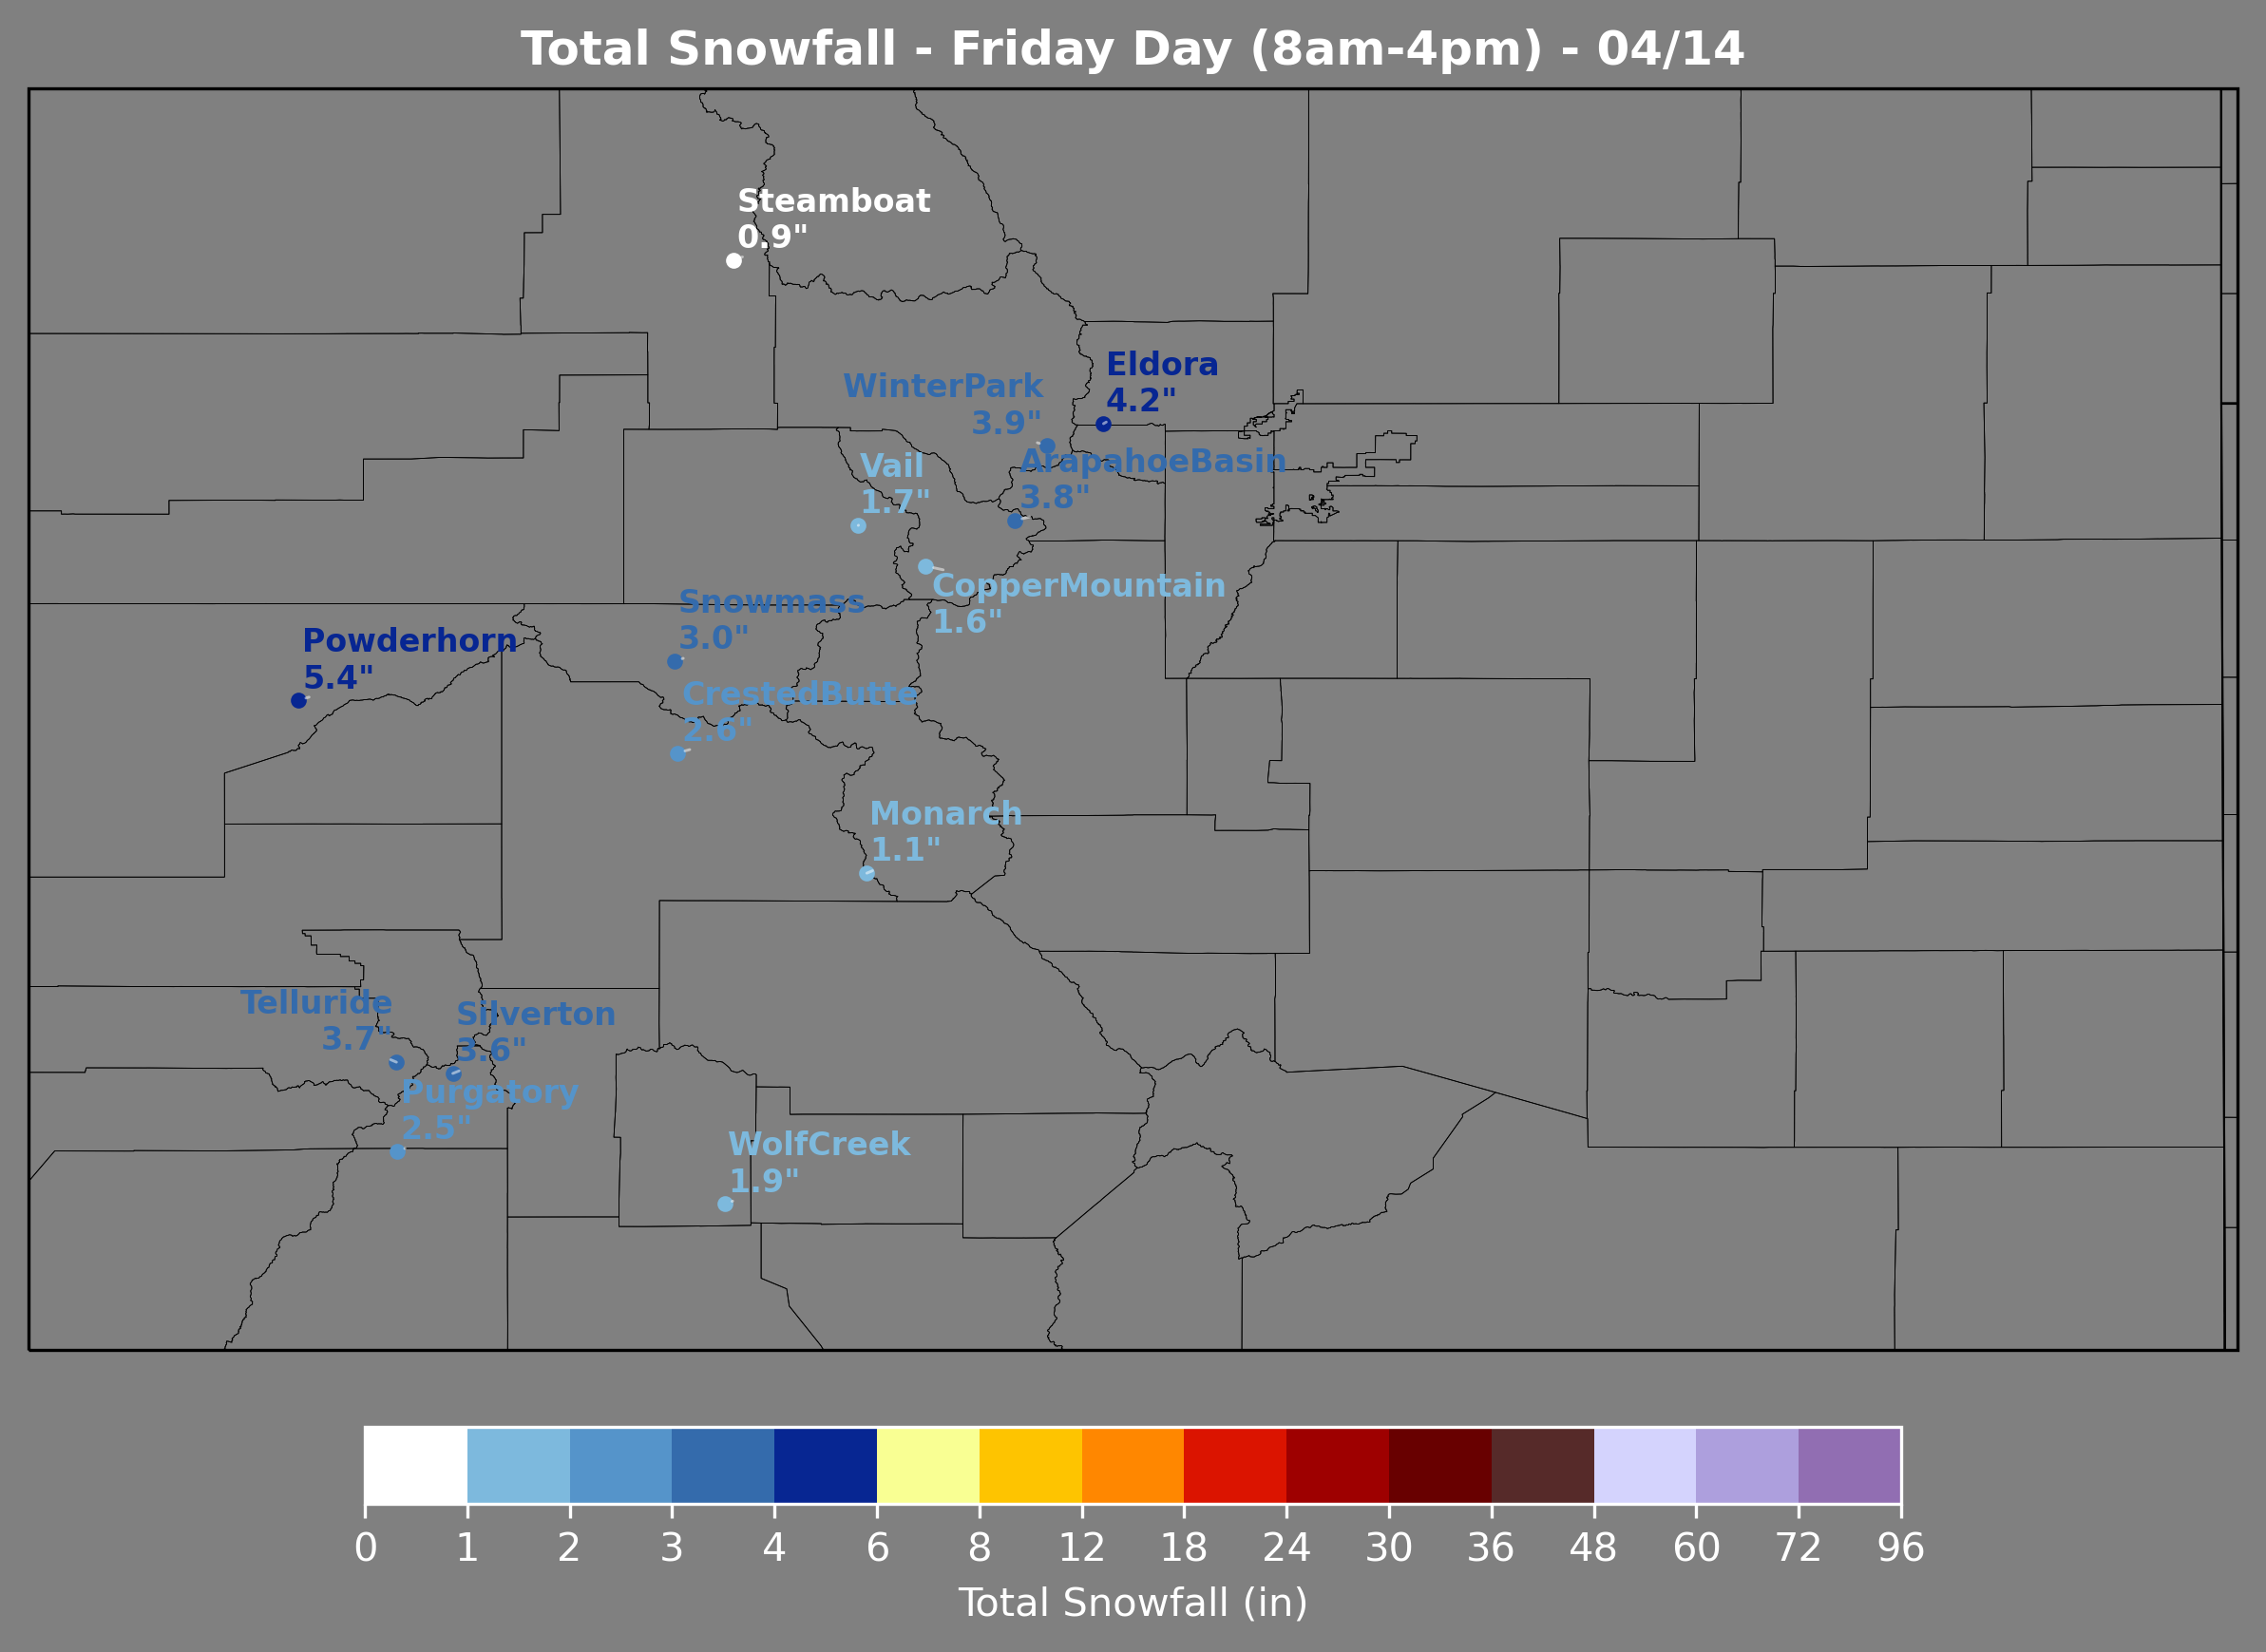 Total Snowfall - Friday Day (8am-4pm) - 04/14
Steamboat
0.9"
Eldora
4.2"
WinterPark
3.9"
Vail
1.7"
ArapahoeBasin
3.8"
CopperMountain
1.6"
Snowmass
3.0"
Powderhorn
5.4"
CrestedButte
2.6"
Monarch
1.1"
Telluride
3.7"
Silverton
3.6"
Purgatory
2.5"
WolfCreek
1.9"
0 1 2 3 4 6 8 12 18 24 30 36 48 60 72 96
Total Snowfall (in)